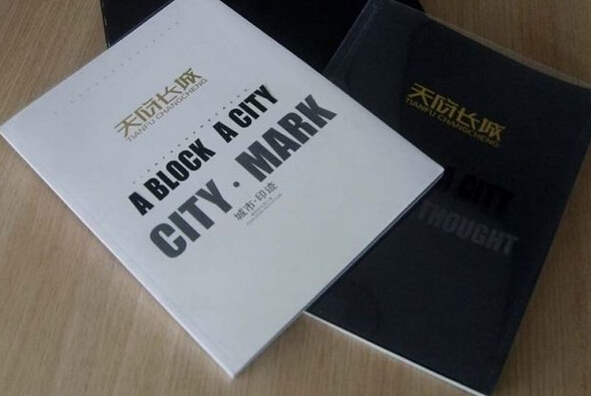 天府长城
TIANFU CHANGCHENG
A BLOCK A CITY
CITY · MARK
城市·印迹
天府长城
TIANFU CHANGCHENG
A CITY
THOUGHT